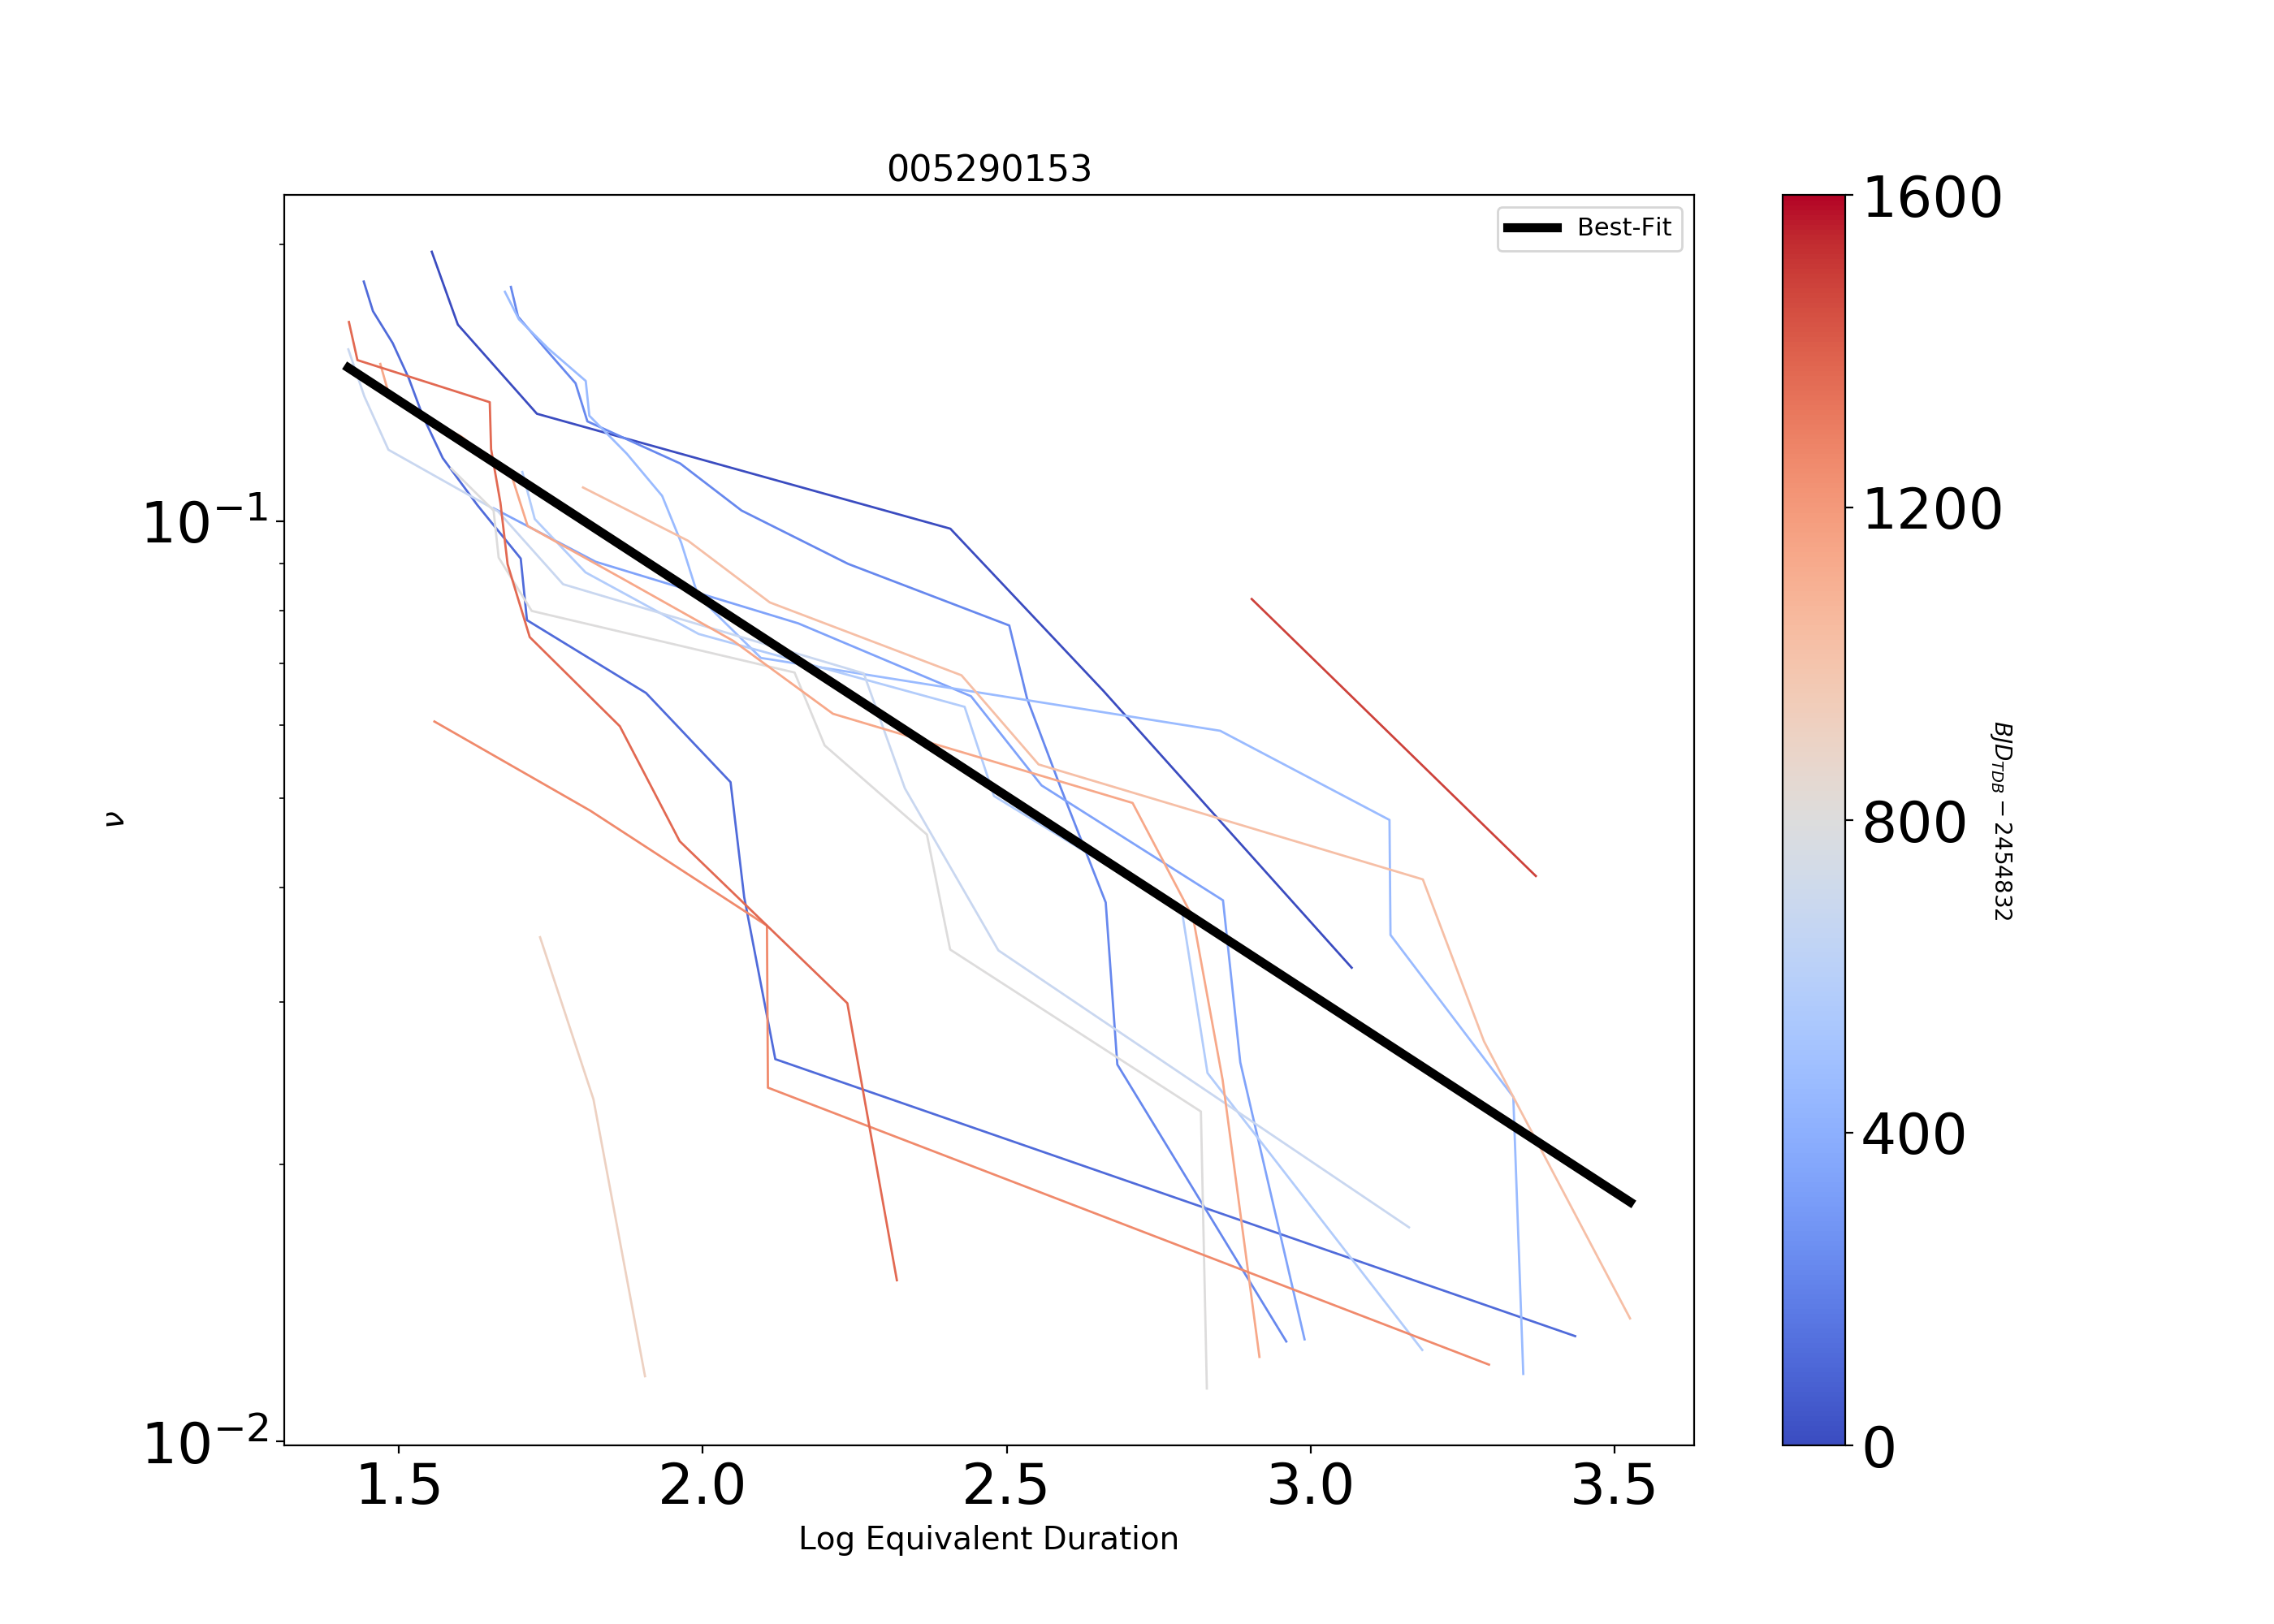 005290153
Best-Fit
10⁻¹
10⁻²
ν
1.5 2.0 2.5 3.0 3.5
Log Equivalent Duration
1600
1200
800
400
0
BJD_TDB − 2454832